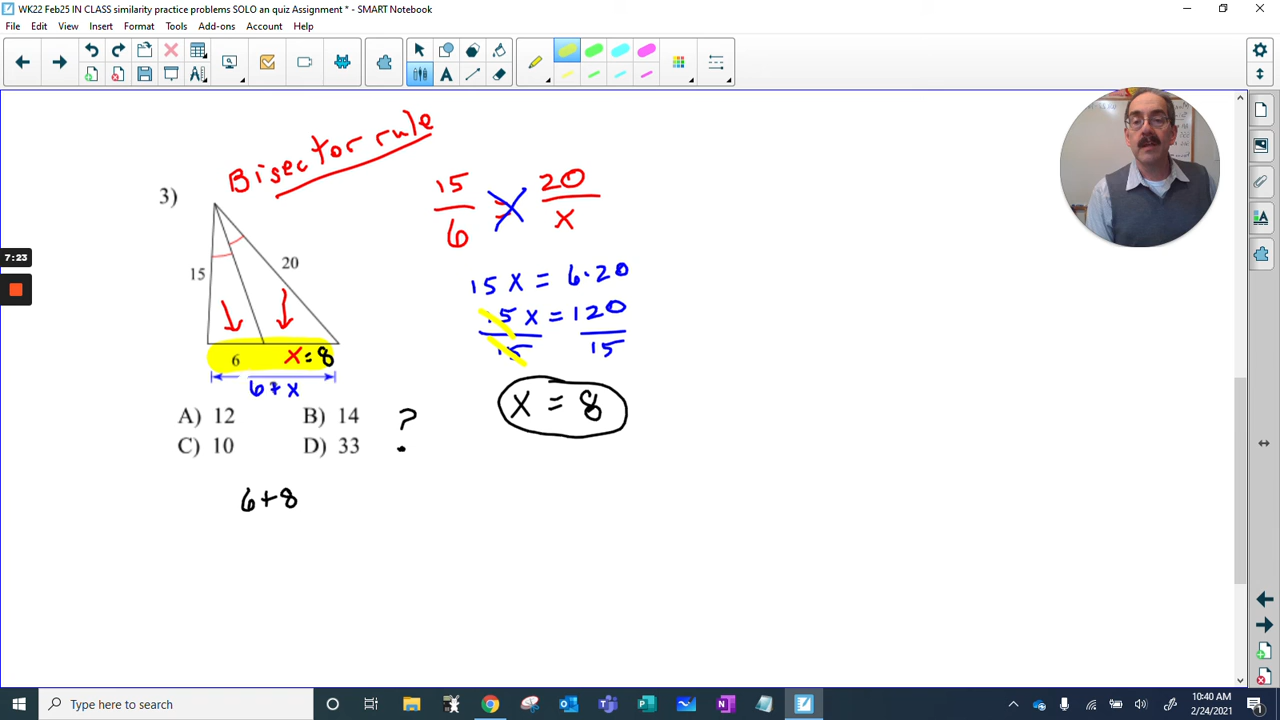 WK22 Feb25 IN CLASS similarity practice problems SOLO an quiz Assignment * - SMART Notebook
File Edit View Insert Format Tools Add-ons Account Help
Bisector rule
3)
15
20
6
x = 8
6 + x
A) 12 B) 14
C) 10 D) 33
?
6+8
15/6 = 20/x
15x = 6·20
15x = 120
15 15
x = 8
7:23
Type here to search
10:40 AM
2/24/2021